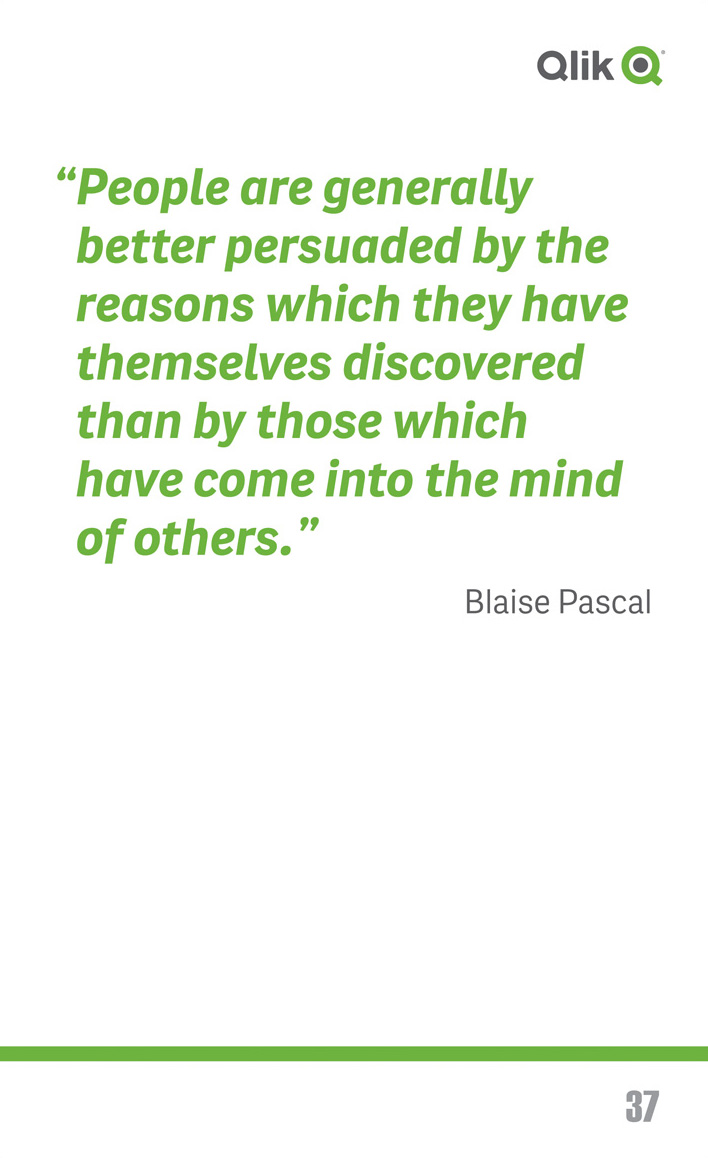 Qlik
“People are generally
better persuaded by the
reasons which they have
themselves discovered
than by those which
have come into the mind
of others.”
Blaise Pascal
37